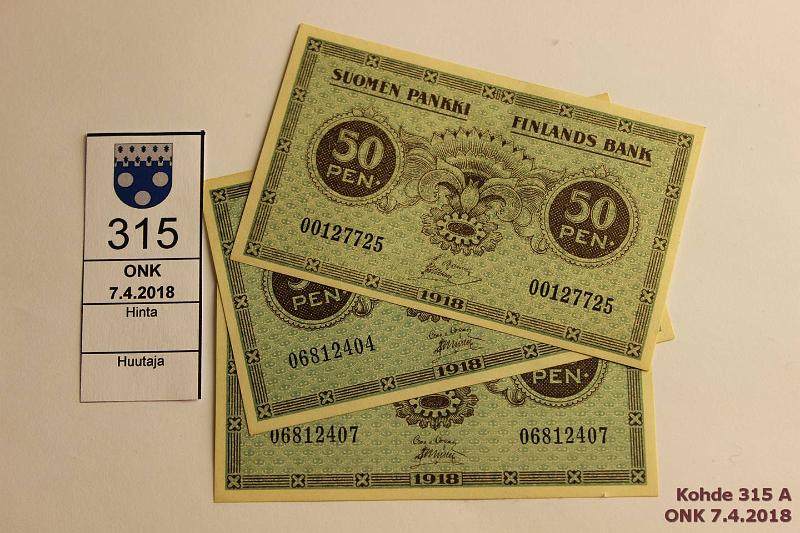 315
ONK
7.4.2018
Hinta
Huutaja
SUOMEN PANKKI
FINLANDS BANK
50
PEN.
50
PEN.
00127725
00127725
1918
PEN.
06812404
1918
PEN.
06812407
06812407
1918
Kohde 315 A
ONK 7.4.2018